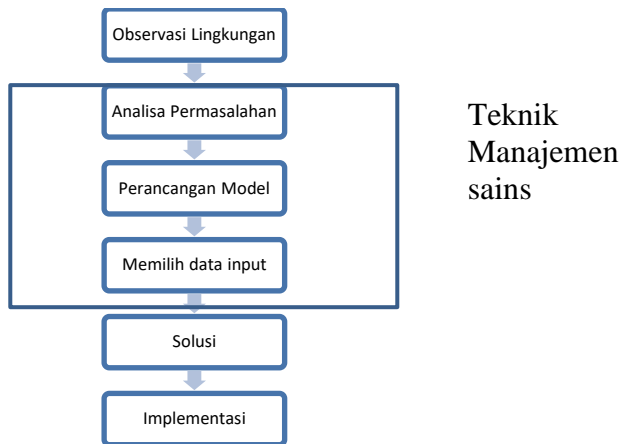 Observasi Lingkungan
Analisa Permasalahan
Perancangan Model
Memilih data input
Solusi
Implementasi
Teknik
Manajemen
sains